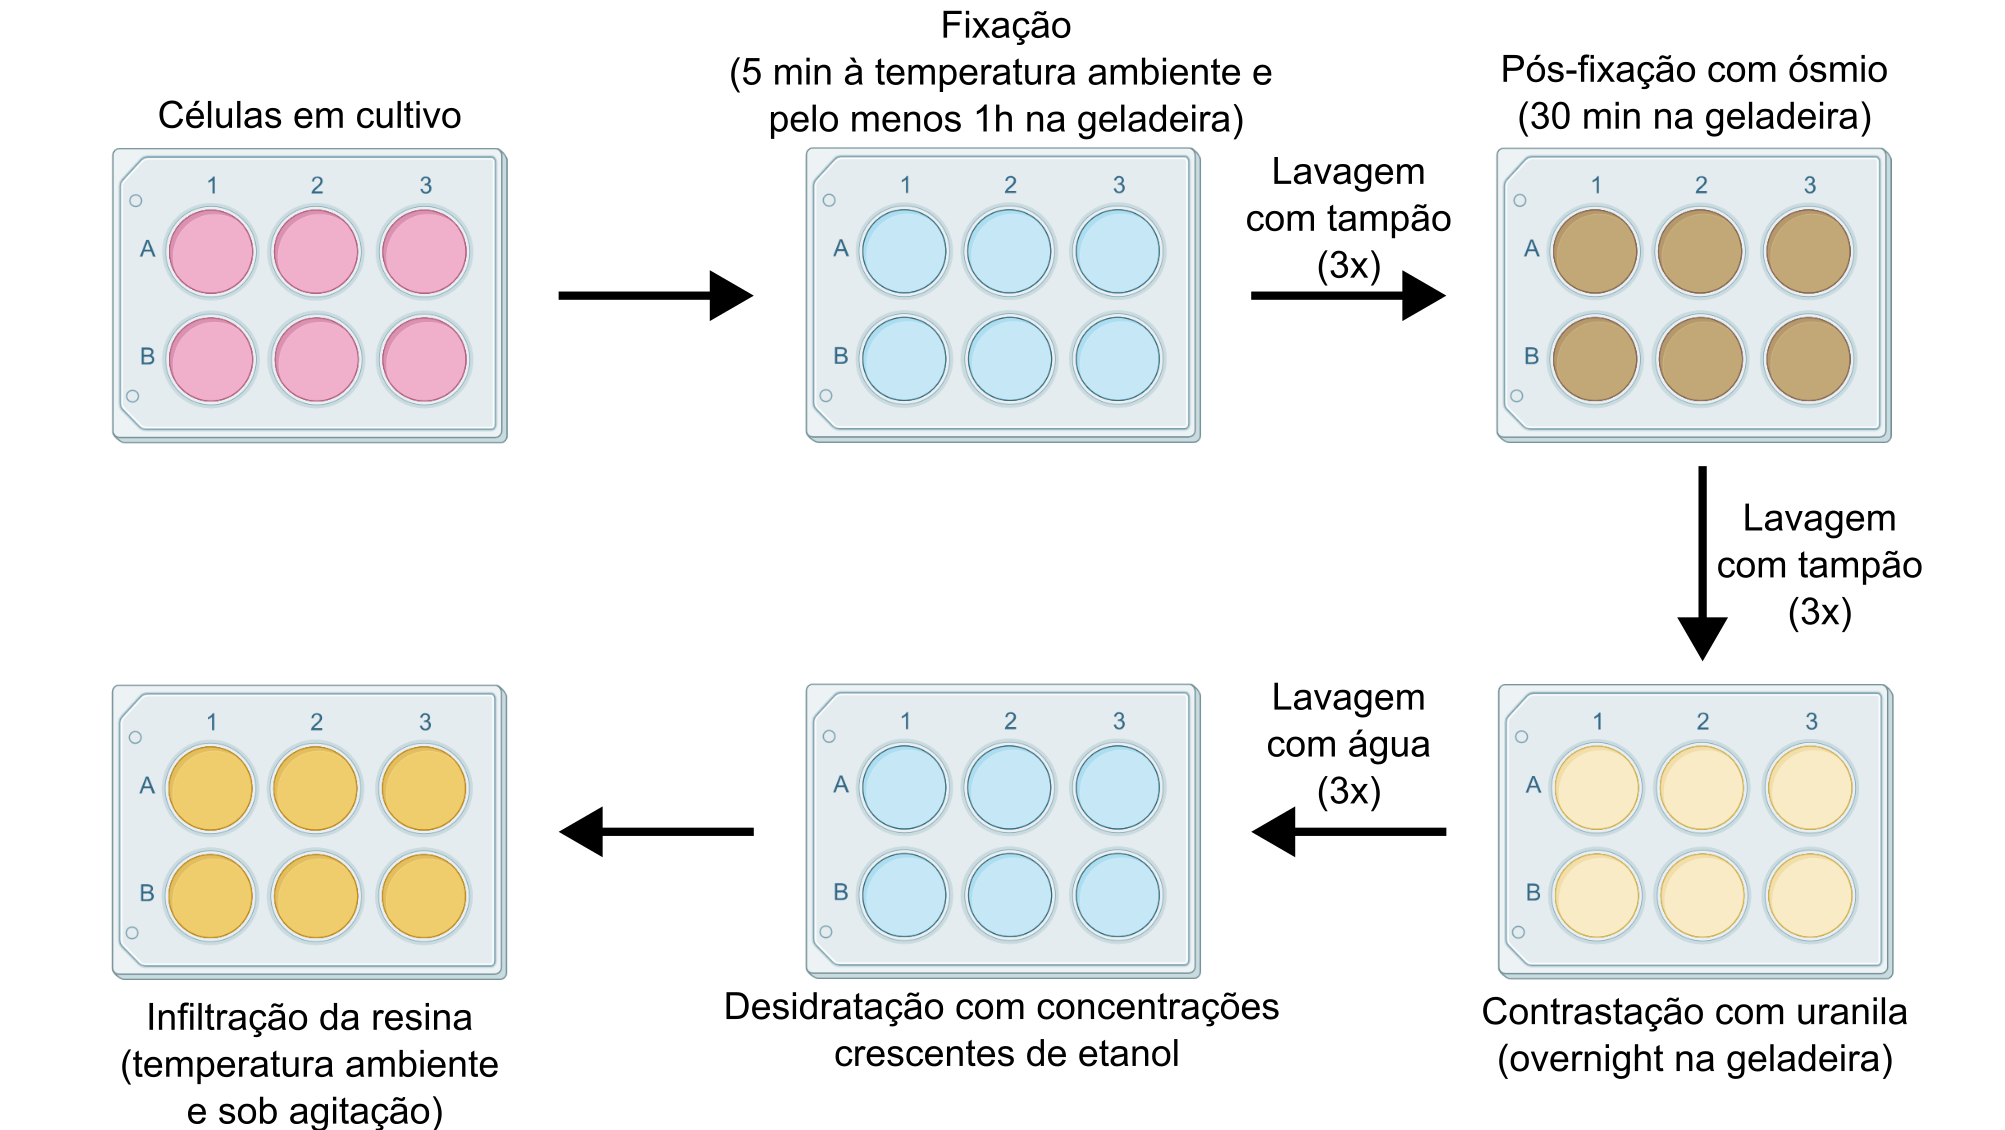 Células em cultivo
1 2 3
A
B
Fixação
(5 min à temperatura ambiente e
pelo menos 1h na geladeira)
1 2 3
A
B
Lavagem
com tampão
(3x)
Pós-fixação com ósmio
(30 min na geladeira)
1 2 3
A
B
Lavagem
com tampão
(3x)
1 2 3
A
B
Contrastação com uranila
(overnight na geladeira)
Lavagem
com água
(3x)
1 2 3
A
B
Desidratação com concentrações
crescentes de etanol
1 2 3
A
B
Infiltração da resina
(temperatura ambiente
e sob agitação)